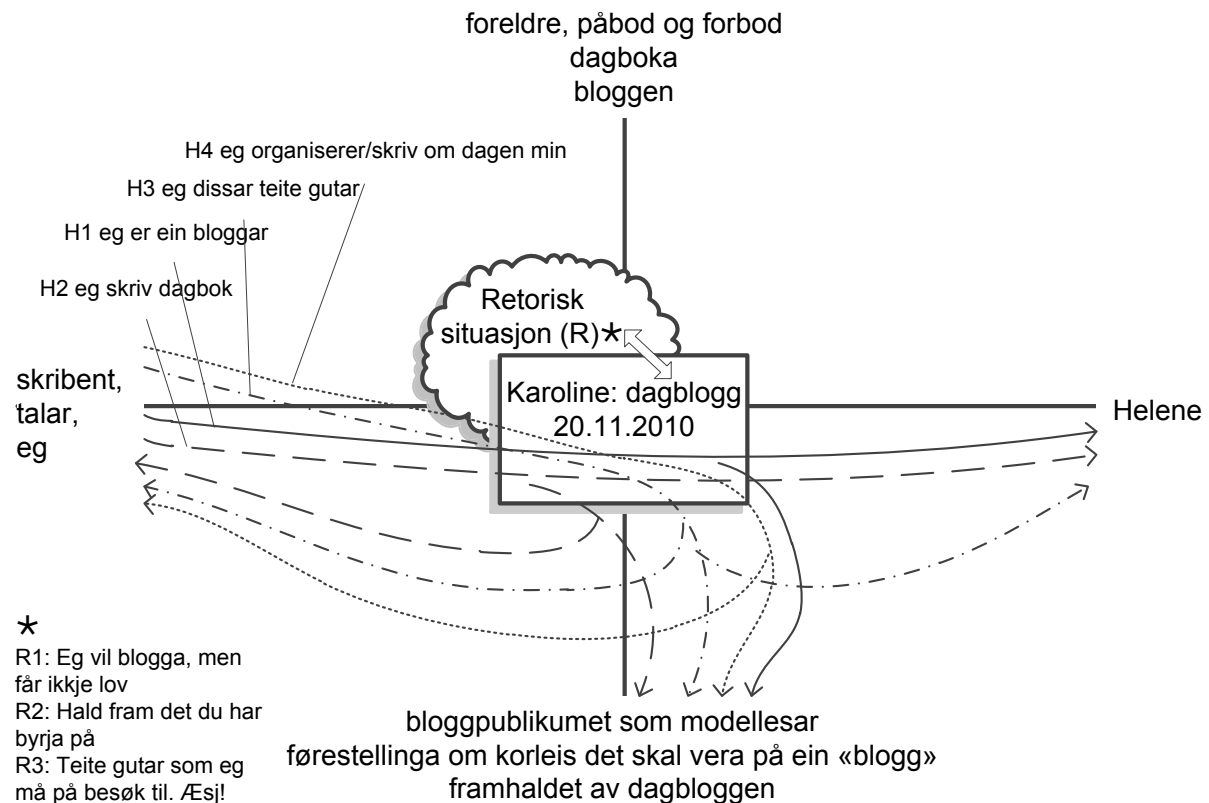 foreldre, påbod og forbod
dagboka
bloggen
H4 eg organiserer/skriv om dagen min
H3 eg dissar teite gutar
H1 eg er ein bloggar
H2 eg skriv dagbok
Retorisk
situasjon (R)*
Karoline: dagblogg
20.11.2010
skribent,
talar,
eg
Helene
*
R1: Eg vil blogga, men
får ikkje lov
R2: Hald fram det du har
byrja på
R3: Teite gutar som eg
må på besøk til. Æsj!
bloggpublikumet som modellesar
førestellinga om korleis det skal vera på ein «blogg»
framhaldet av dagbloggen